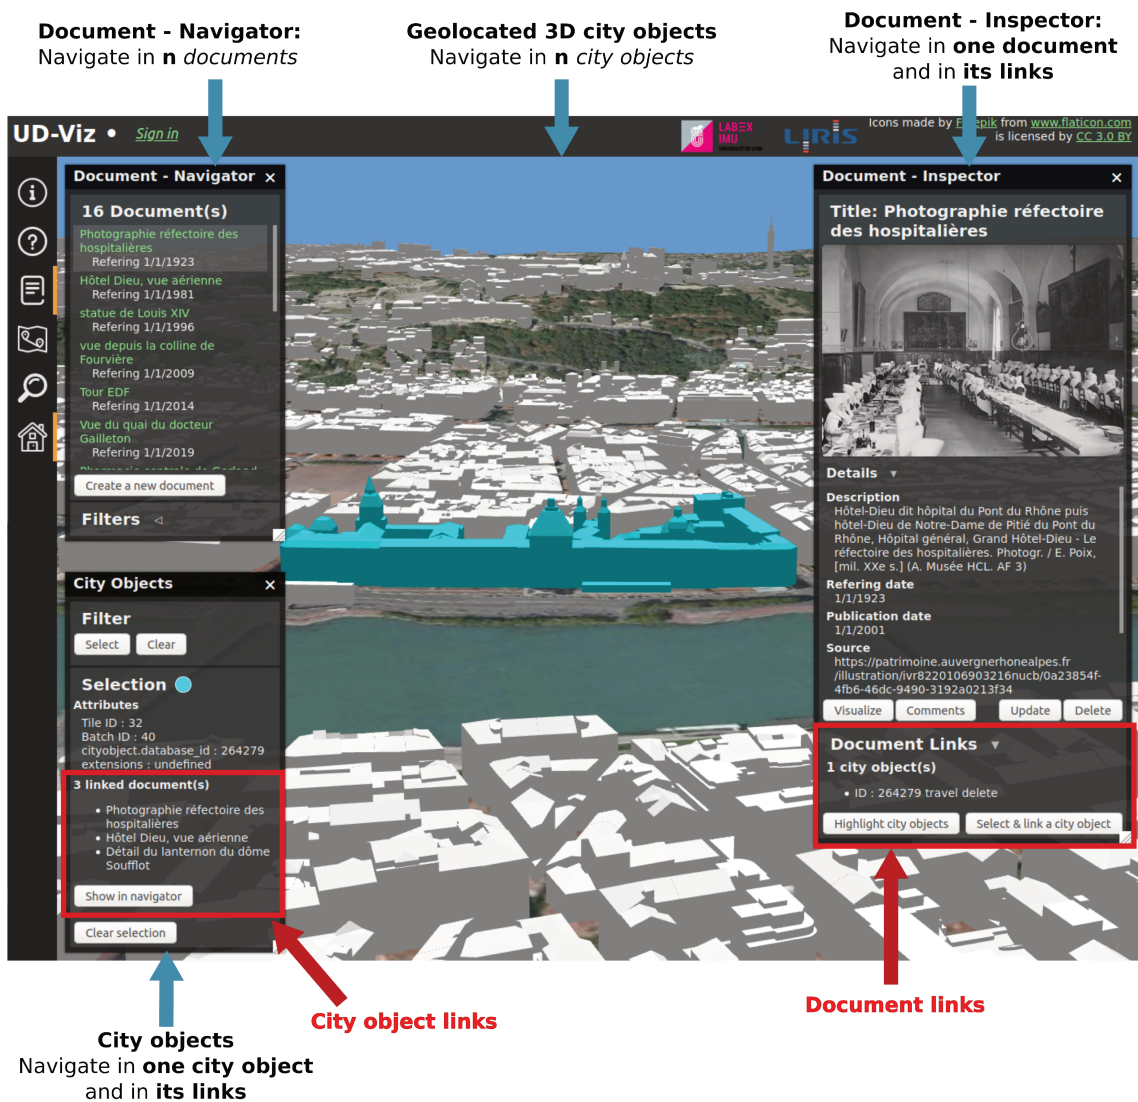 Document - Navigator:
Navigate in n documents
Geolocated 3D city objects
Navigate in n city objects
Document - Inspector:
Navigate in one document
and in its links
UD-Viz •
Sign in
LABEX
IMU
UNIVERSITÉ DE LYON
LIRIS
Icons made by Freepik from www.flaticon.com
is licensed by CC 3.0 BY
Document - Navigator ×
16 Document(s)
Photographie réfectoire des
hospitalières
Refering 1/1/1923
Hôtel Dieu, vue aérienne
Refering 1/1/1981
statue de Louis XIV
Refering 1/1/1996
vue depuis la colline de
Fourvière
Refering 1/1/2009
Tour EDF
Refering 1/1/2014
Vue du quai du docteur
Gailleton
Refering 1/1/2019
Create a new document
Filters
City Objects ×
Filter
Select
Clear
Selection
Attributes
Tile ID : 32
Batch ID : 40
cityobject.database_id : 264279
extensions : undefined
3 linked document(s)
• Photographie réfectoire des
hospitalières
• Hôtel Dieu, vue aérienne
• Détail du lanternon du dôme
Soufflot
Show in navigator
Clear selection
Document - Inspector ×
Title: Photographie réfectoire
des hospitalières
Details
Description
Hôtel-Dieu dit hôpital du Pont du Rhône puis
hôtel-Dieu de Notre-Dame de Pitié du Pont du
Rhône, Hôpital général, Grand Hôtel-Dieu - Le
réfectoire des hospitalières. Photogr. / E. Poix,
[mil. XXe s.] (A. Musée HCL. AF 3)
Refering date
1/1/1923
Publication date
1/1/2001
Source
https://patrimoine.auvergnerhonealpes.fr
/illustration/ivr8220106903216nucb/0a23854f-
4fb6-46dc-9490-3192a0213f34
Visualize
Comments
Update
Delete
Document Links
1 city object(s)
• ID : 264279 travel delete
Highlight city objects
Select & link a city object
City object links
Document links
City objects
Navigate in one city object
and in its links